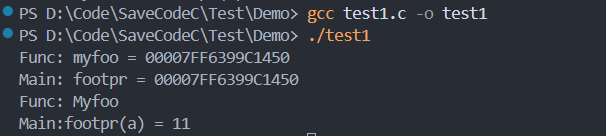 PS D:\Code\SaveCodeC\Test\Demo> gcc test1.c -o test1
PS D:\Code\SaveCodeC\Test\Demo> ./test1
Func: myfoo = 00007FF6399C1450
Main: footpr = 00007FF6399C1450
Func: Myfoo
Main:footpr(a) = 11